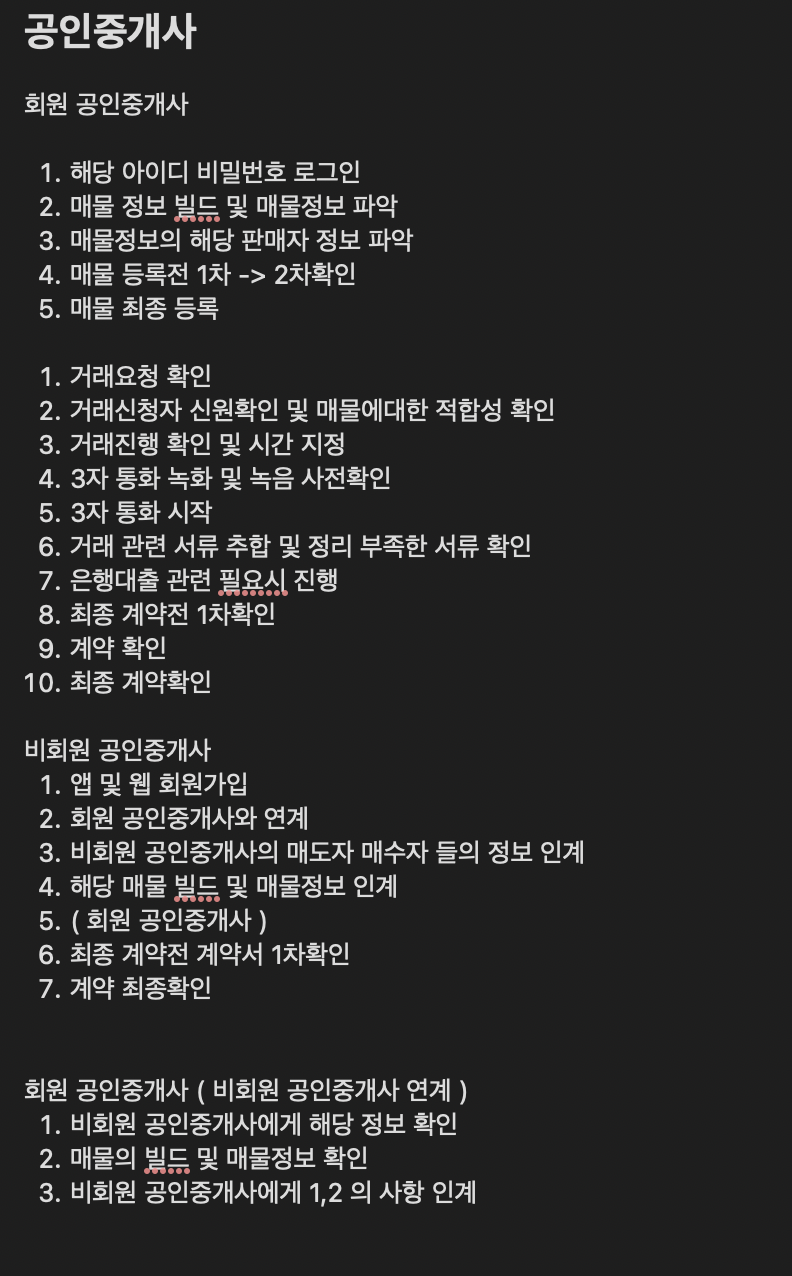 공인중개사
회원 공인중개사
1. 해당 아이디 비밀번호 로그인
2. 매물 정보 빌드 및 매물정보 파악
3. 매물정보의 해당 판매자 정보 파악
4. 매물 등록전 1차 -> 2차확인
5. 매물 최종 등록
1. 거래요청 확인
2. 거래신청자 신원확인 및 매물에대한 적합성 확인
3. 거래진행 확인 및 시간 지정
4. 3자 통화 녹화 및 녹음 사전확인
5. 3자 통화 시작
6. 거래 관련 서류 추합 및 정리 부족한 서류 확인
7. 은행대출 관련 필요시 진행
8. 최종 계약전 1차확인
9. 계약 확인
10. 최종 계약확인
비회원 공인중개사
1. 앱 및 웹 회원가입
2. 회원 공인중개사와 연계
3. 비회원 공인중개사의 매도자 매수자 들의 정보 인계
4. 해당 매물 빌드 및 매물정보 인계
5. ( 회원 공인중개사 )
6. 최종 계약전 계약서 1차확인
7. 계약 최종확인
회원 공인중개사 ( 비회원 공인중개사 연계 )
1. 비회원 공인중개사에게 해당 정보 확인
2. 매물의 빌드 및 매물정보 확인
3. 비회원 공인중개사에게 1,2 의 사항 인계